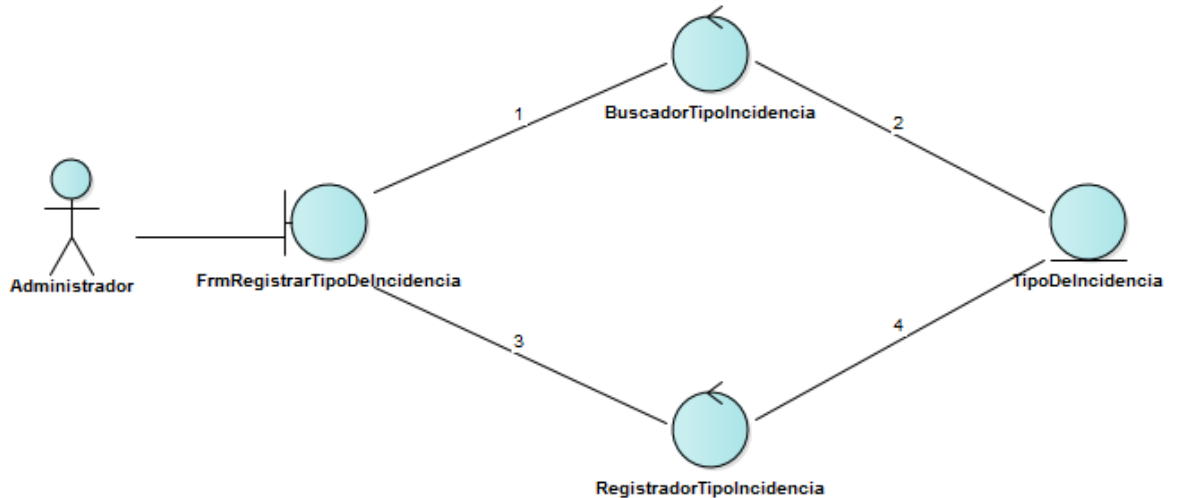 1
BuscadorTipoIncidencia
2
Administrador
FrmRegistrarTipoDeIncidencia
TipoDeIncidencia
3
4
RegistradorTipoIncidencia